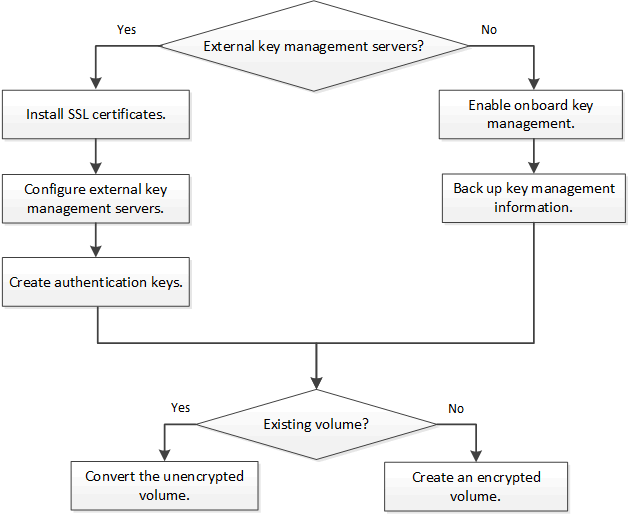 Yes
No
External key management servers?
Install SSL certificates.
Enable onboard key
management.
Configure external key
management servers.
Back up key management
information.
Create authentication keys.
Yes
No
Existing volume?
Convert the unencrypted
volume.
Create an encrypted
volume.